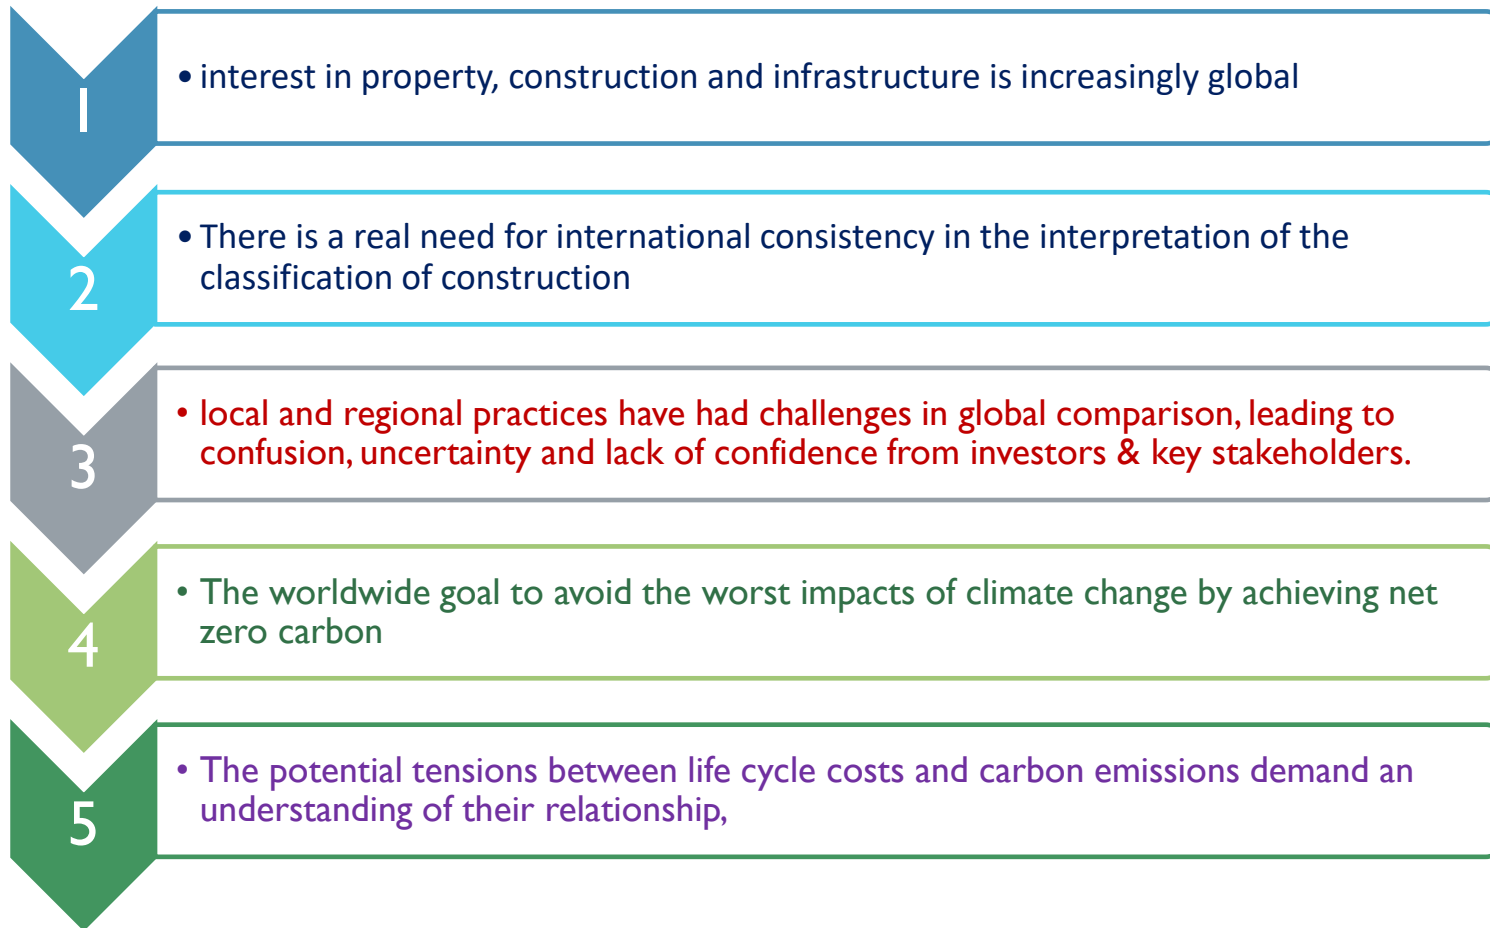 1
• interest in property, construction and infrastructure is increasingly global
2
• There is a real need for international consistency in the interpretation of the
classification of construction
3
• local and regional practices have had challenges in global comparison, leading to
confusion, uncertainty and lack of confidence from investors & key stakeholders.
4
• The worldwide goal to avoid the worst impacts of climate change by achieving net
zero carbon
5
• The potential tensions between life cycle costs and carbon emissions demand an
understanding of their relationship,